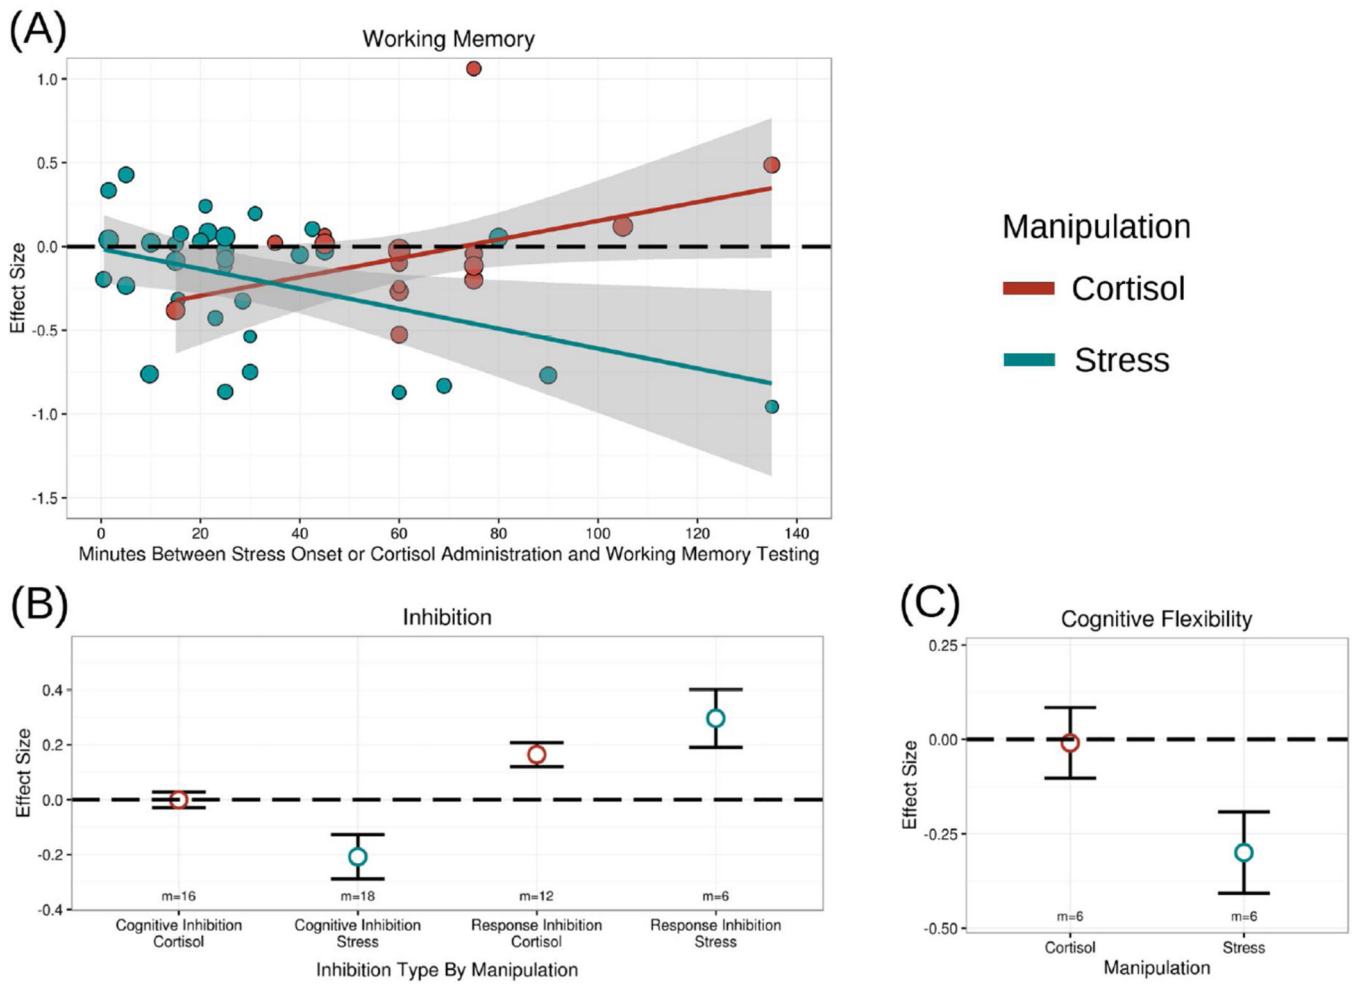 (A)
Working Memory
Effect Size
1.0
0.5
0.0
-0.5
-1.0
-1.5
0 20 40 60 80 100 120 140
Minutes Between Stress Onset or Cortisol Administration and Working Memory Testing
Manipulation
Cortisol
Stress
(B)
Inhibition
Effect Size
0.4
0.2
0.0
-0.2
-0.4
m=16 m=18 m=12 m=6
Cognitive Inhibition Cognitive Inhibition Response Inhibition Response Inhibition
Cortisol Stress Cortisol Stress
Inhibition Type By Manipulation
(C)
Cognitive Flexibility
Effect Size
0.25
0.00
-0.25
-0.50
m=6 m=6
Cortisol Stress
Manipulation